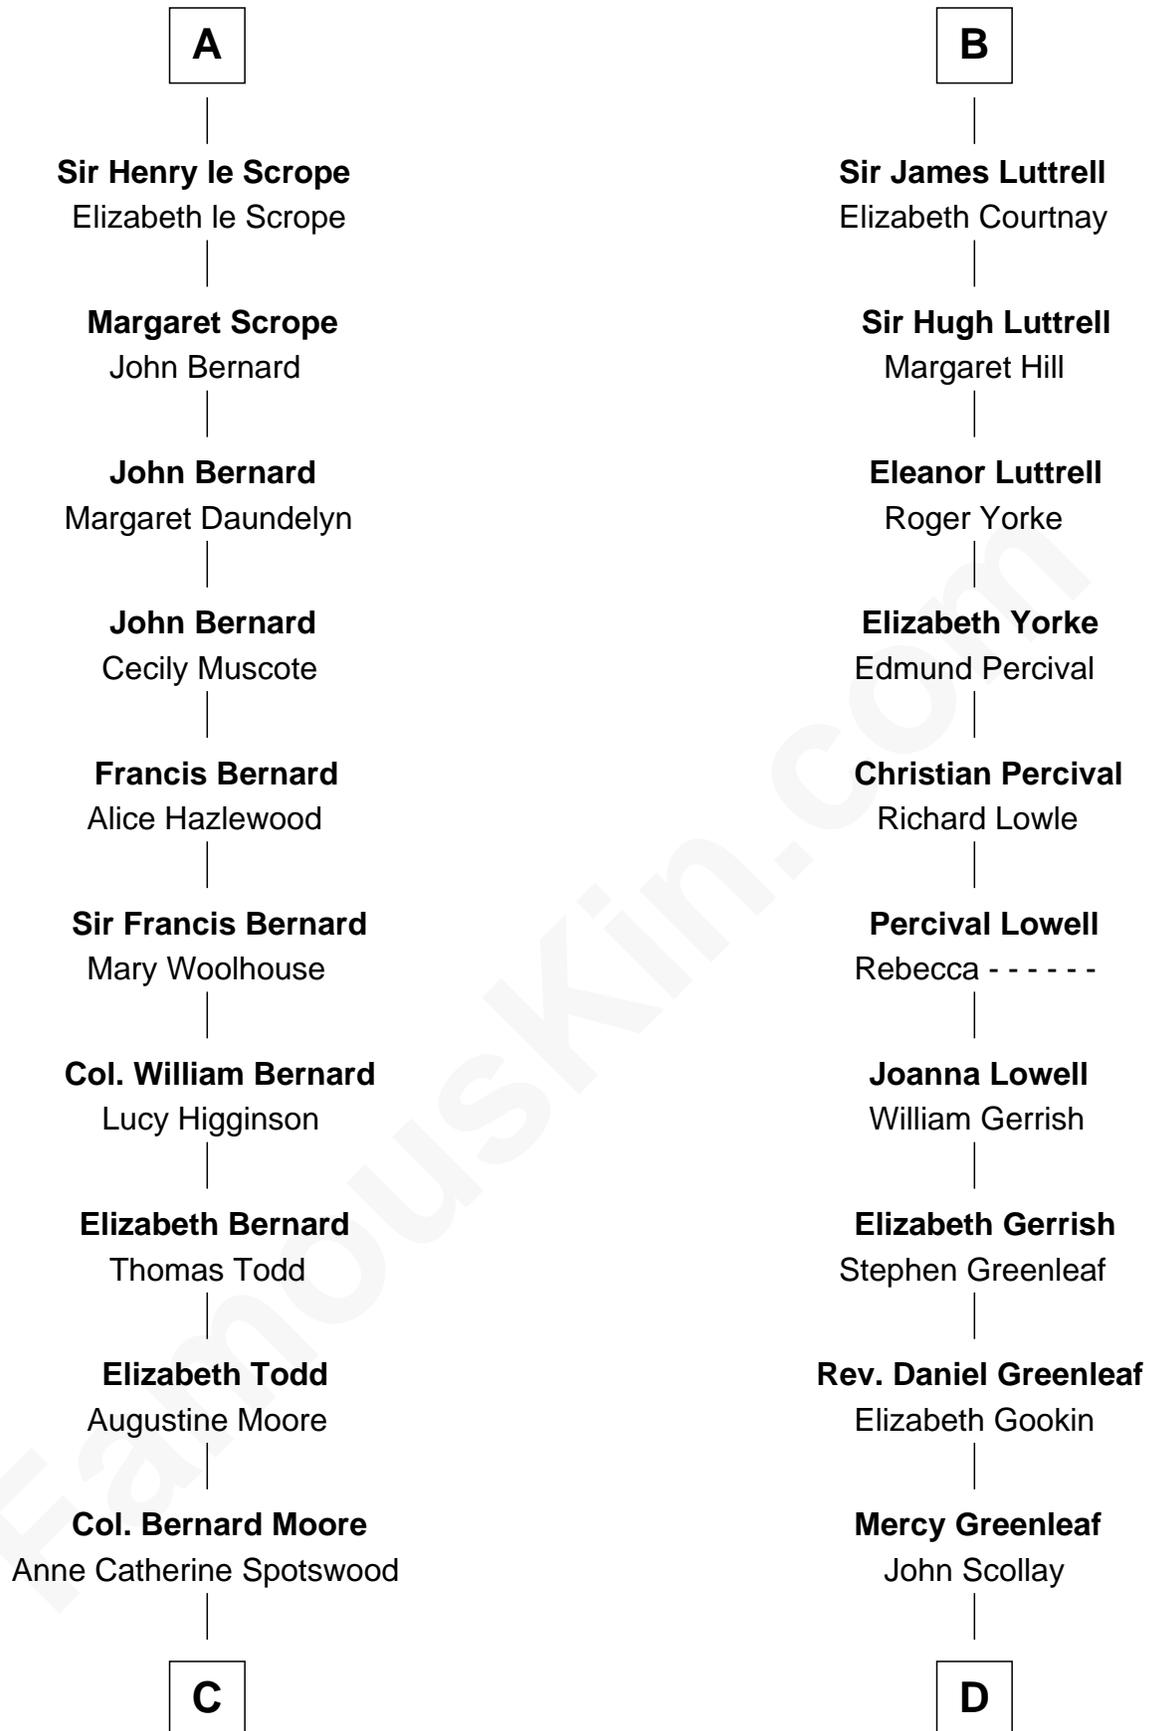 A
Sir Henry le Scrope
Elizabeth le Scrope
Margaret Scrope
John Bernard
John Bernard
Margaret Daundelyn
John Bernard
Cecily Muscote
Francis Bernard
Alice Hazlewood
Sir Francis Bernard
Mary Woolhouse
Col. William Bernard
Lucy Higginson
Elizabeth Bernard
Thomas Todd
Elizabeth Todd
Augustine Moore
Col. Bernard Moore
Anne Catherine Spotswood
C
B
Sir James Luttrell
Elizabeth Courtnay
Sir Hugh Luttrell
Margaret Hill
Eleanor Luttrell
Roger Yorke
Elizabeth Yorke
Edmund Percival
Christian Percival
Richard Lowle
Percival Lowell
Rebecca - - - - - -
Joanna Lowell
William Gerrish
Elizabeth Gerrish
Stephen Greenleaf
Rev. Daniel Greenleaf
Elizabeth Gookin
Mercy Greenleaf
John Scollay
D
FamousKin.com